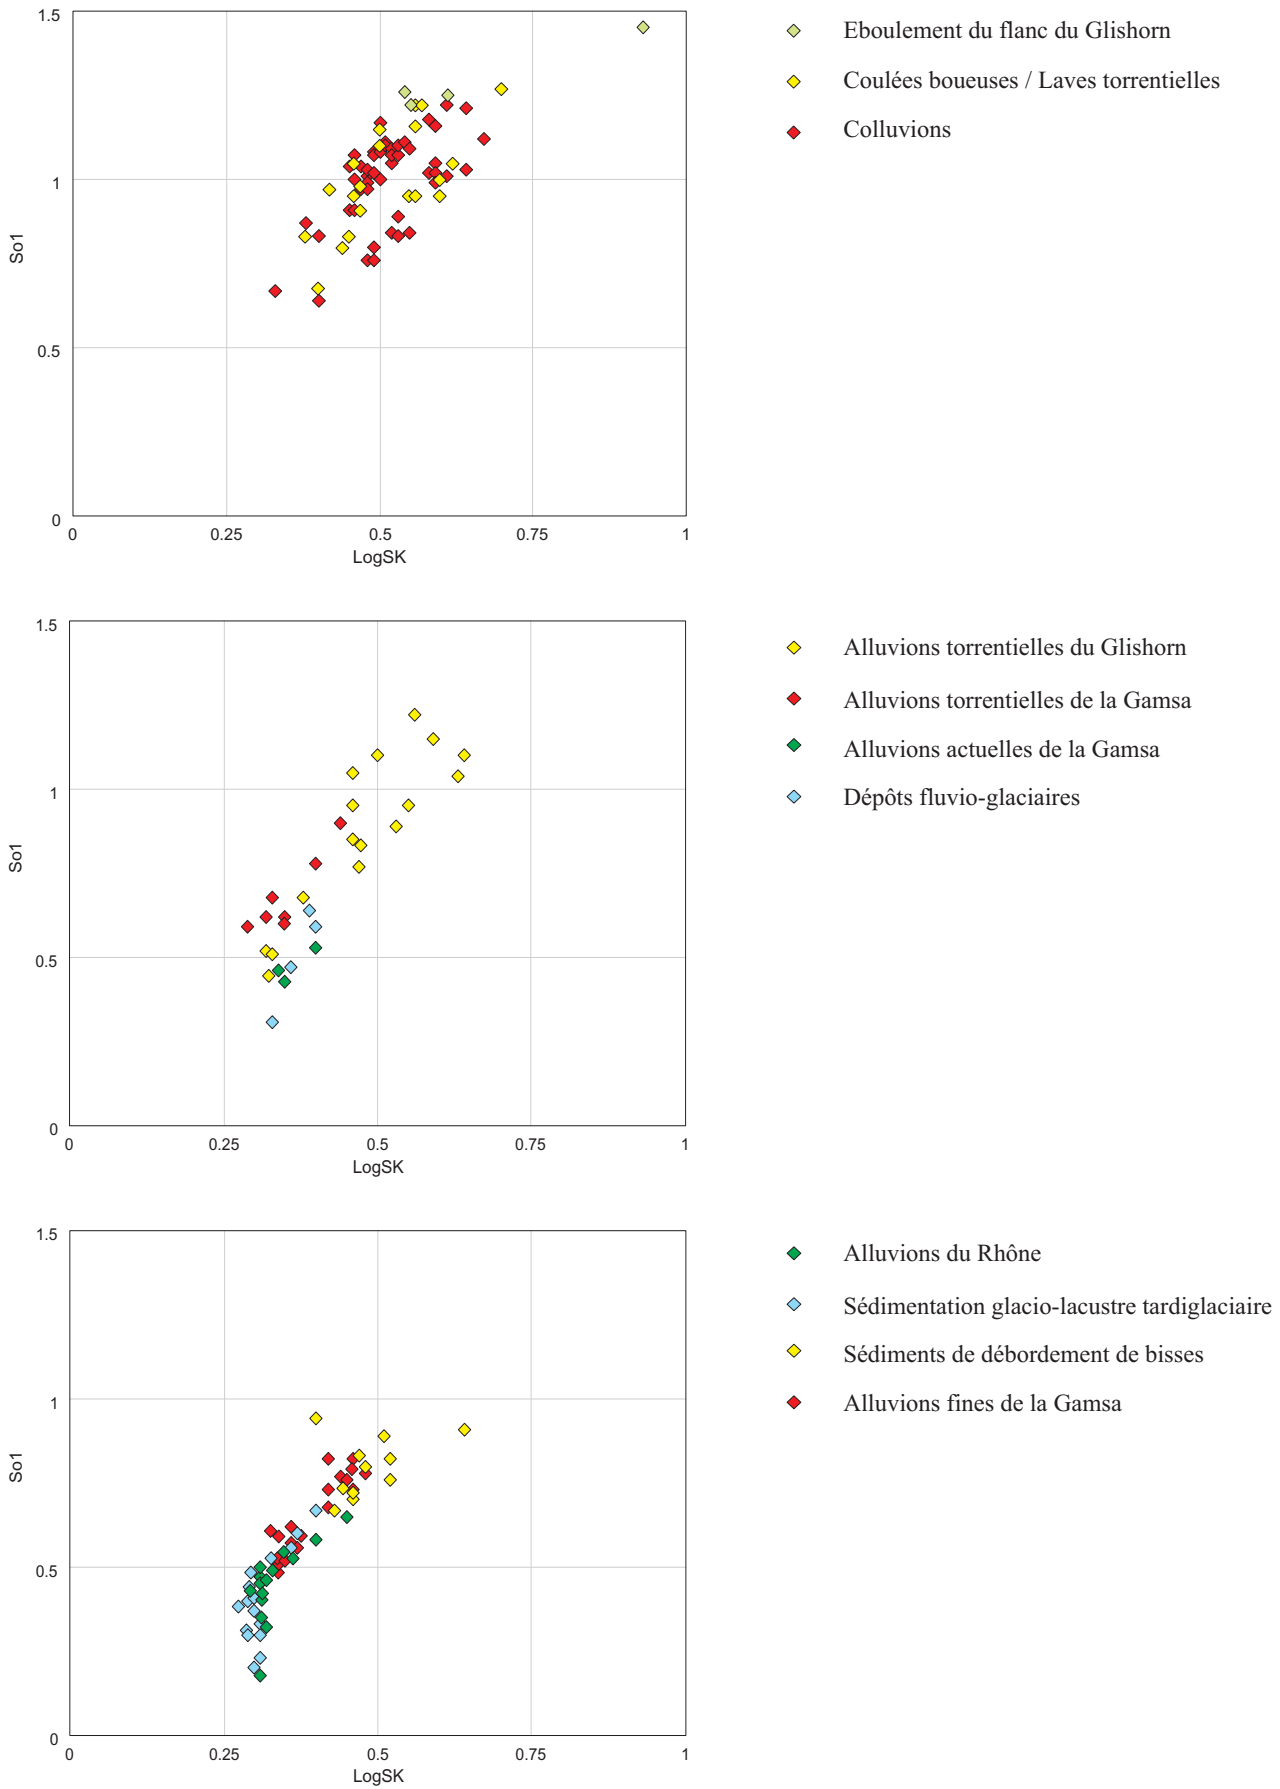 1.5
1
0.5
0
So1
0
0.25
0.5
0.75
1
LogSK
Eboulement du flanc du Glishorn
Coulées boueuses / Laves torrentielles
Colluvions
1.5
1
0.5
0
So1
0
0.25
0.5
0.75
1
LogSK
Alluvions torrentielles du Glishorn
Alluvions torrentielles de la Gamsa
Alluvions actuelles de la Gamsa
Dépôts fluvio-glaciaires
1.5
1
0.5
0
So1
0
0.25
0.5
0.75
1
LogSK
Alluvions du Rhône
Sédimentation glacio-lacustre tardiglaciaire
Sédiments de débordement de bisses
Alluvions fines de la Gamsa